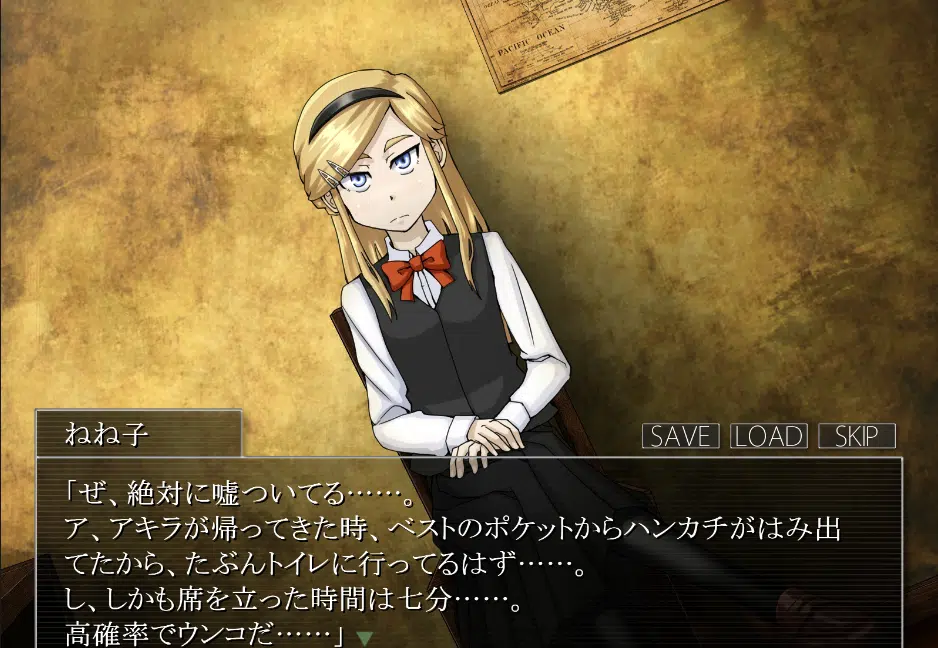 PACIFIC OCEAN
ねね子
SAVE LOAD SKIP
「ぜ、絶対に嘘ついてる……。
ア、アキラが帰ってきた時、ベストのポケットからハンカチがはみ出
てたから、たぶんトイレに行ってるはず……。
し、しかも席を立った時間は七分……。
高確率でウンコだ……」